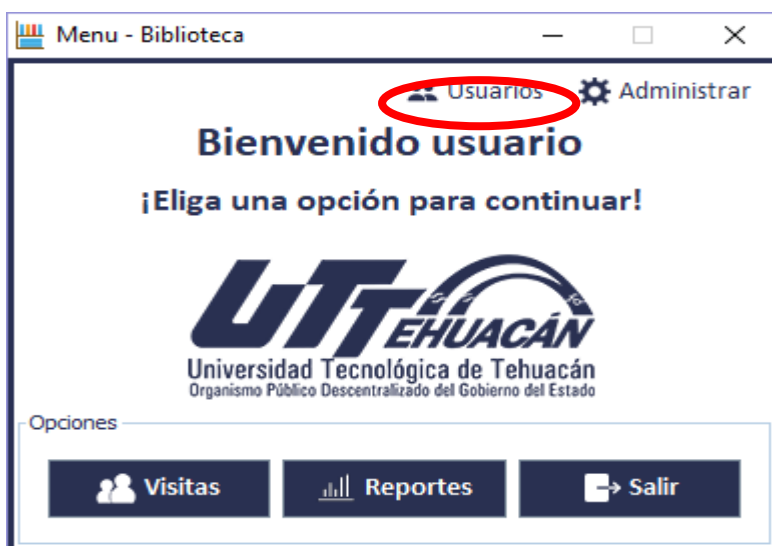 Menu - Biblioteca
Usuarios Administrar
Bienvenido usuario
¡Eliga una opción para continuar!
UTTEHUACÁN
Universidad Tecnológica de Tehuacán
Organismo Público Descentralizado del Gobierno del Estado
Opciones
Visitas Reportes Salir